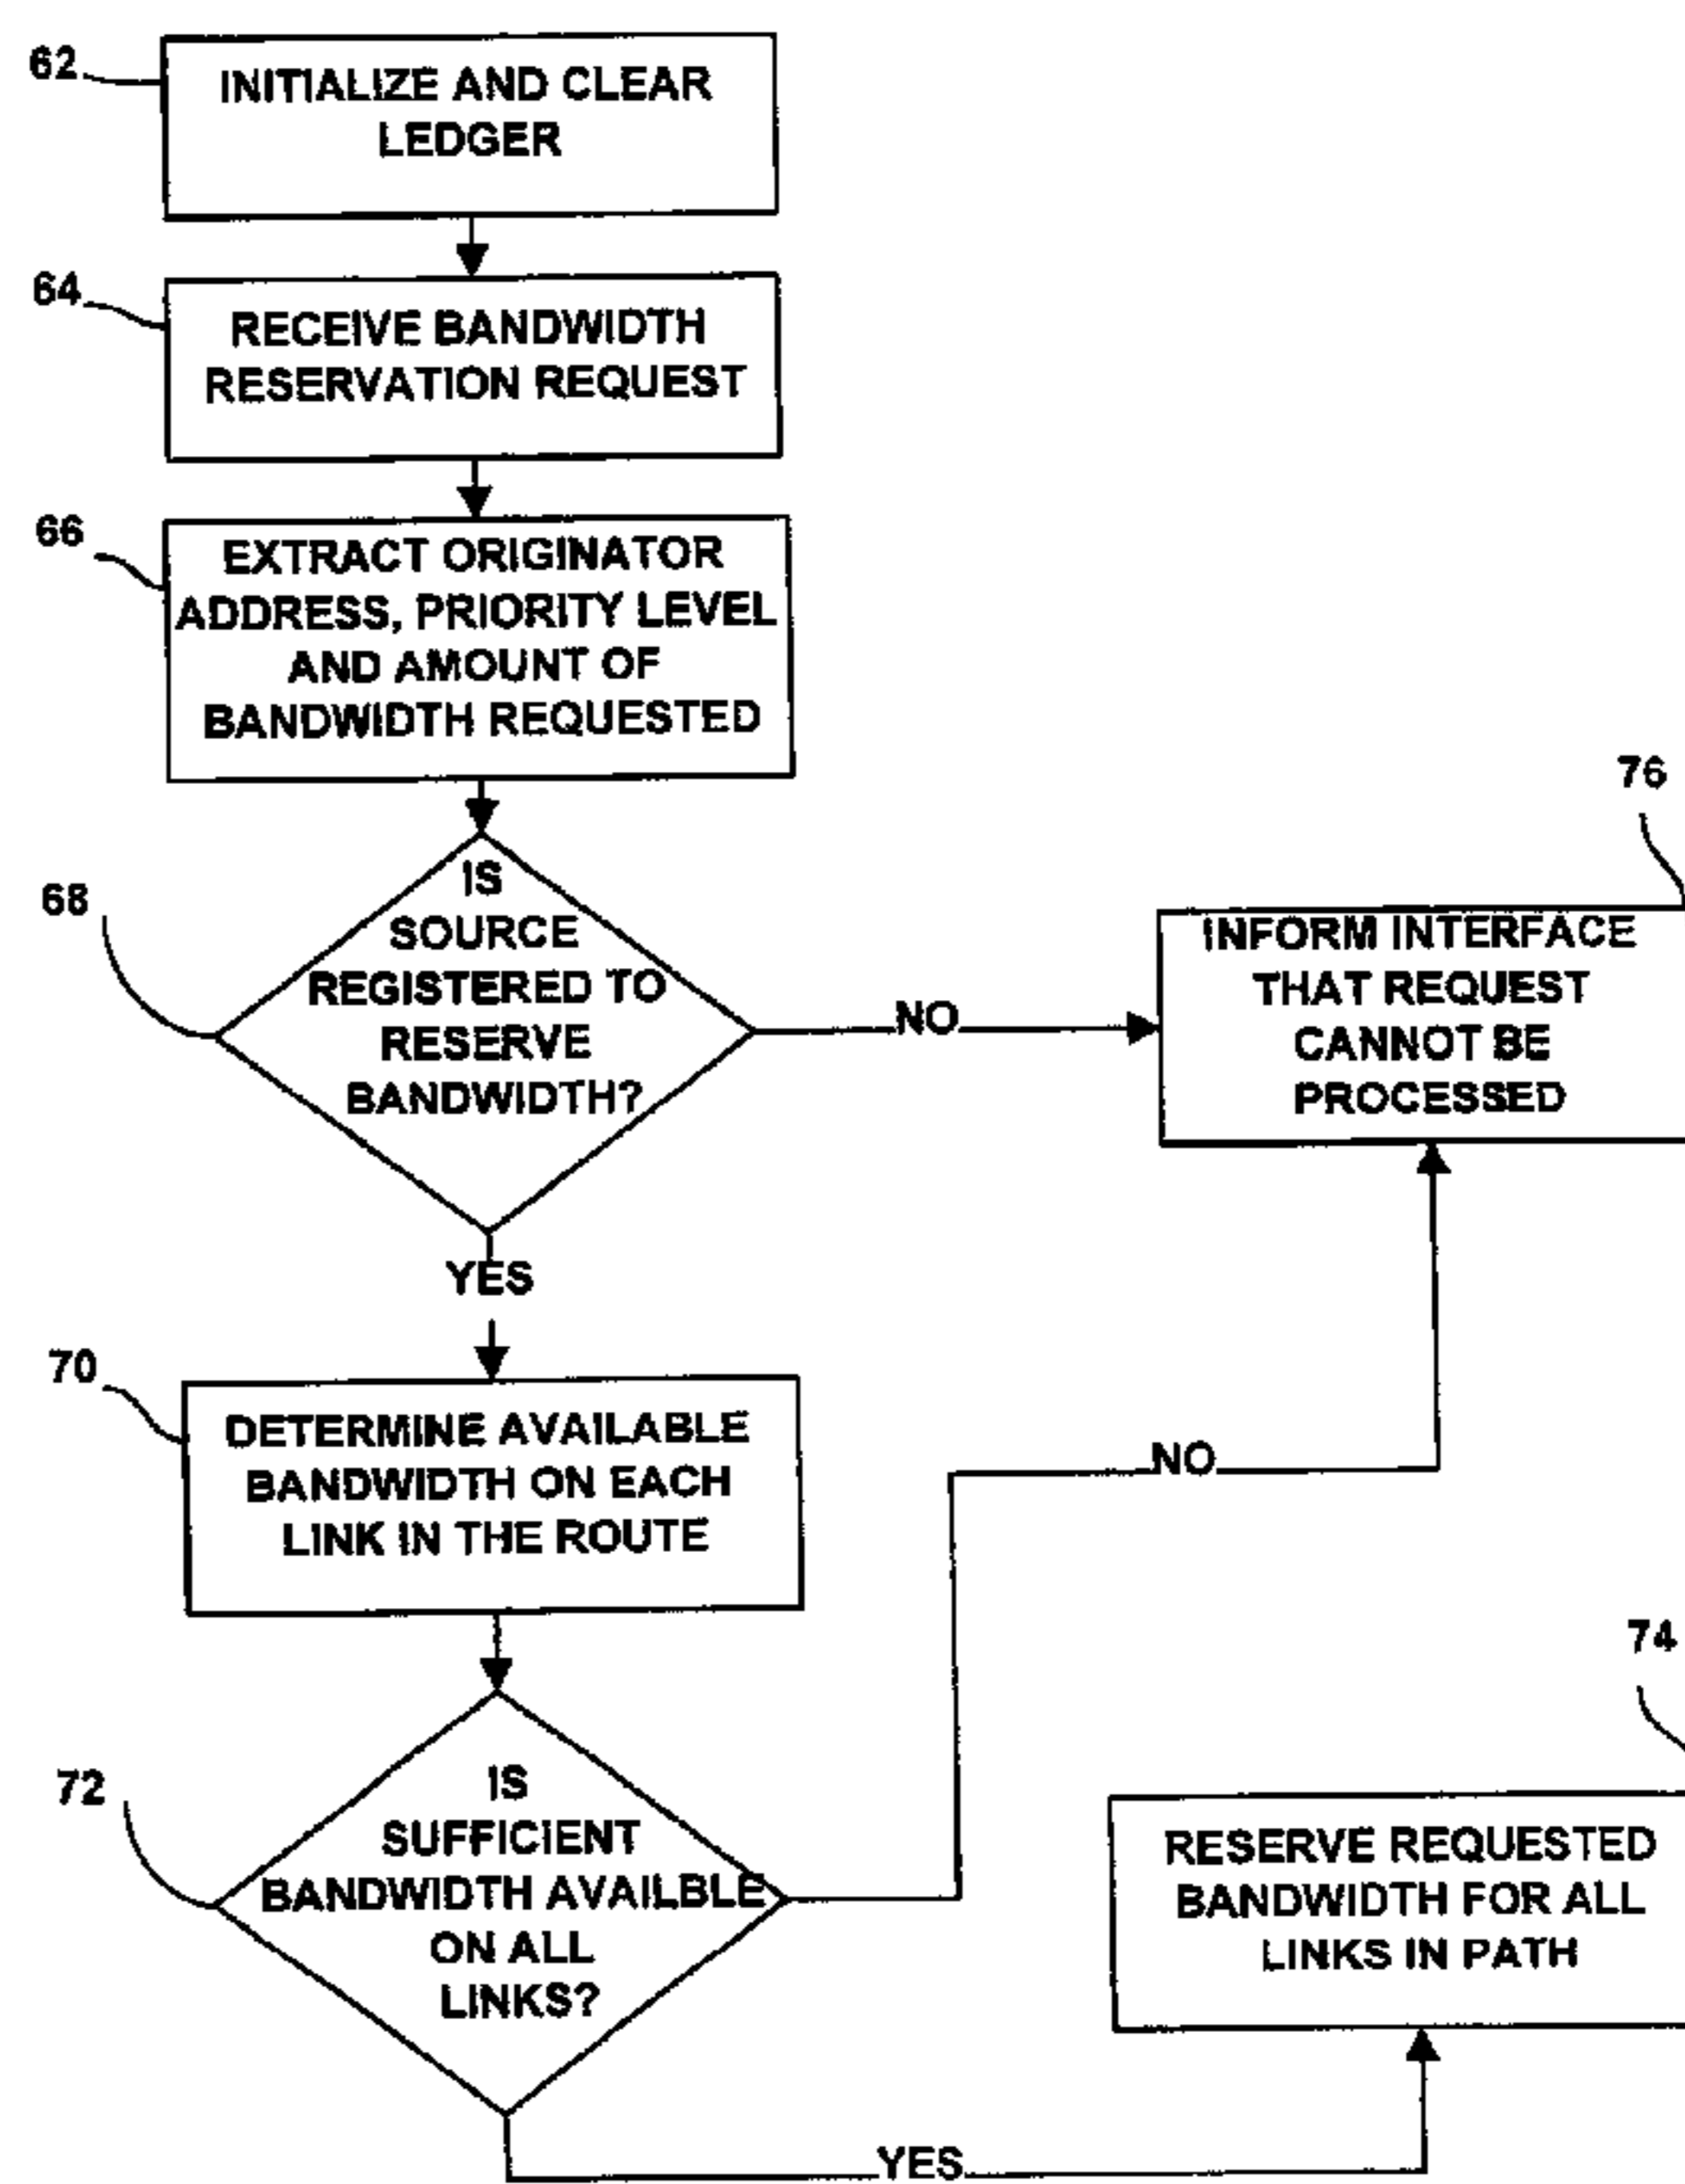 62
INITIALIZE AND CLEAR
LEDGER
64
RECEIVE BANDWIDTH
RESERVATION REQUEST
66
EXTRACT ORIGINATOR
ADDRESS, PRIORITY LEVEL
AND AMOUNT OF
BANDWIDTH REQUESTED
68
IS
SOURCE
REGISTERED TO
RESERVE
BANDWIDTH?
NO
76
INFORM INTERFACE
THAT REQUEST
CANNOT BE
PROCESSED
YES
70
DETERMINE AVAILABLE
BANDWIDTH ON EACH
LINK IN THE ROUTE
NO
72
IS
SUFFICIENT
BANDWIDTH AVAILBLE
ON ALL
LINKS?
74
RESERVE REQUESTED
BANDWIDTH FOR ALL
LINKS IN PATH
YES